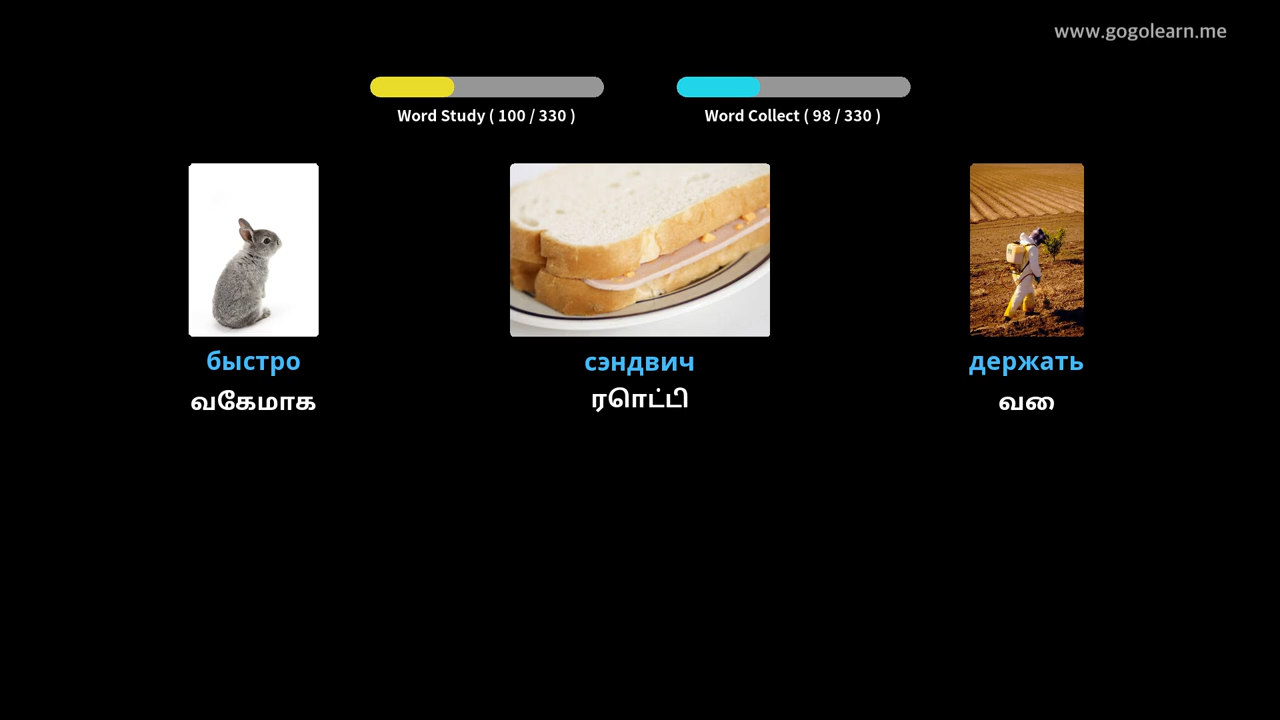 www.gogolearn.me
Word Study ( 100 / 330 )
Word Collect ( 98 / 330 )
быстро
сэндвич
держать
வேகமாக
ரொட்டி
வை